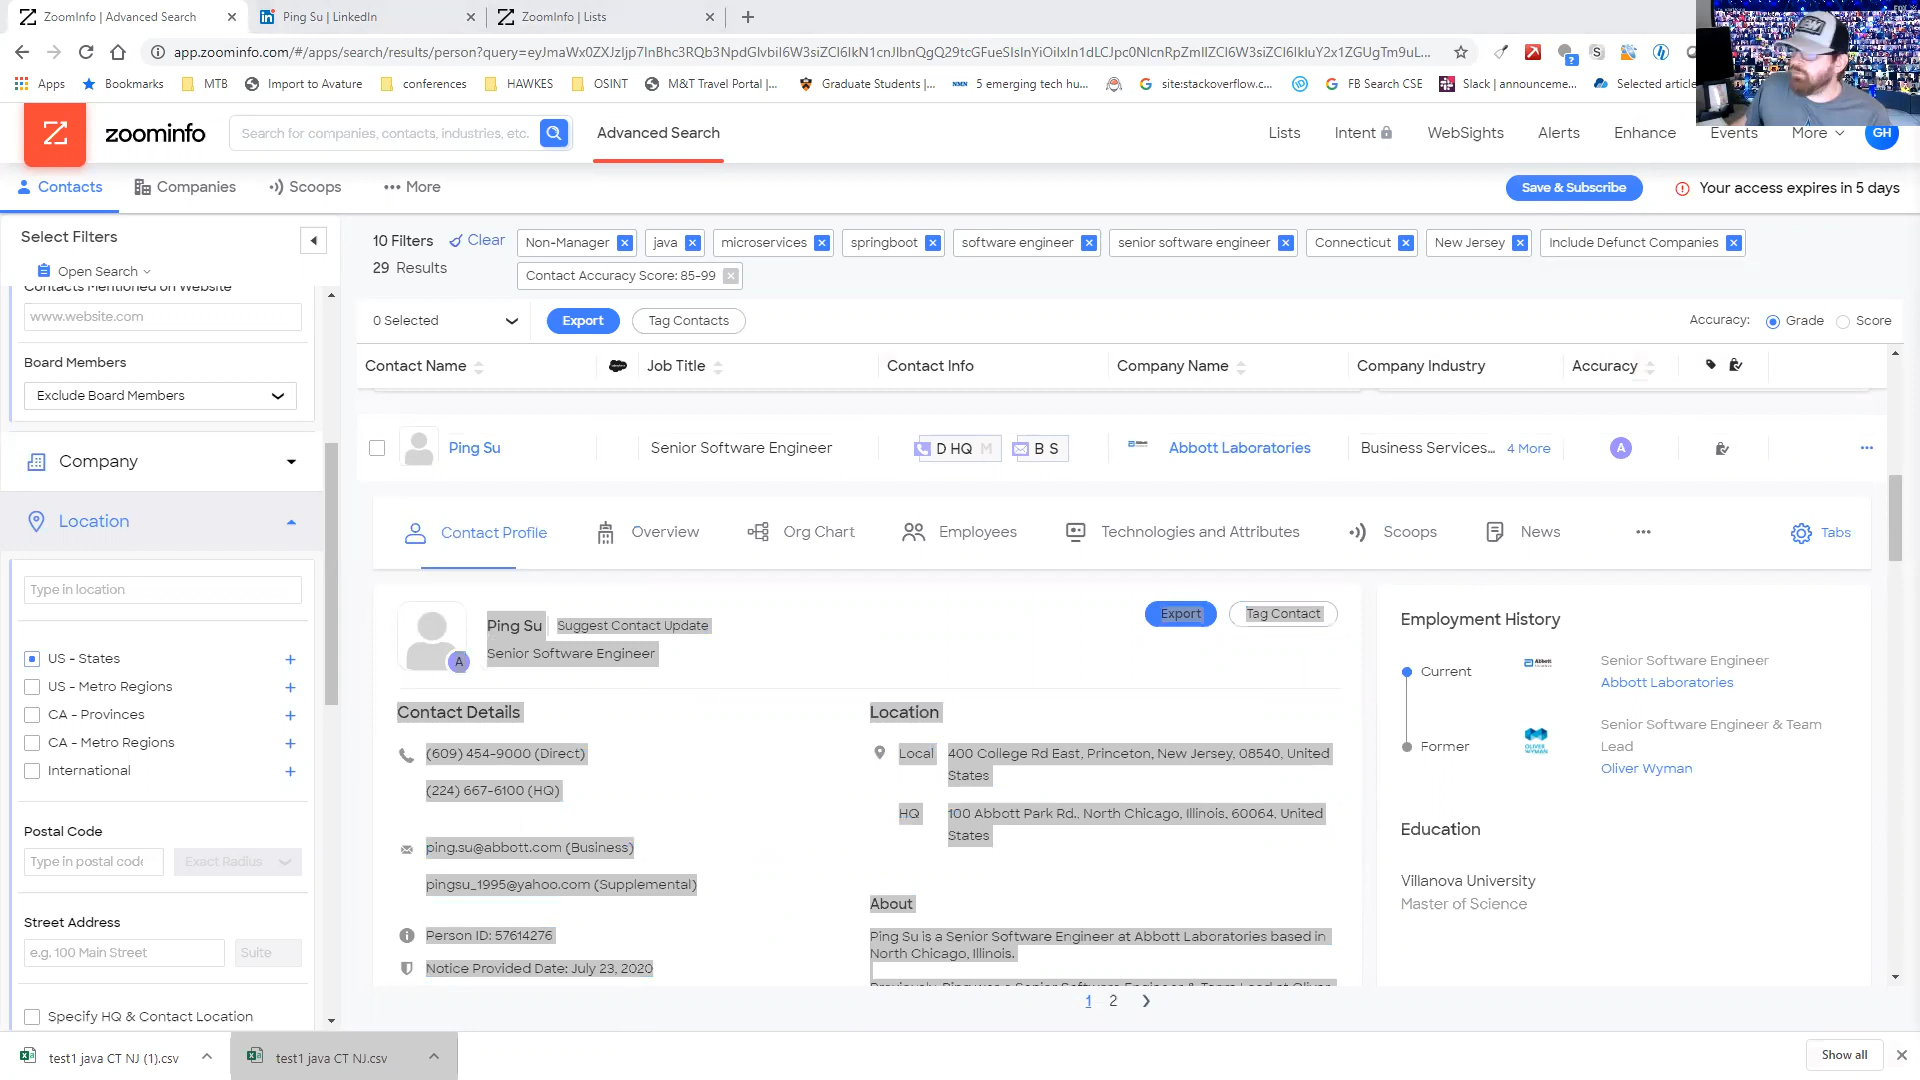 ZoomInfo | Advanced Search
Ping Su | LinkedIn
ZoomInfo | Lists
app.zoominfo.com/#/apps/search/results/person?query=
Apps
Bookmarks
MTB
Import to Avature
conferences
HAWKES
OSINT
M&T Travel Portal |...
Graduate Students |...
5 emerging tech hu...
site:stackoverflow.c...
FB Search CSE
Slack | announceme...
Selected article
zoominfo
Search for companies, contacts, industries, etc.
Advanced Search
Lists
Intent
WebSights
Alerts
Enhance
Events
More
GH
Contacts
Companies
Scoops
More
Save & Subscribe
Your access expires in 5 days
Select Filters
Open Search
Contacts Mentioned on Website
www.website.com
Board Members
Exclude Board Members
Company
Location
Type in location
US - States
US - Metro Regions
CA - Provinces
CA - Metro Regions
International
Postal Code
Type in postal code
Exact Radius
Street Address
e.g. 100 Main Street
Suite
Specify HQ & Contact Location
10 Filters
Clear
Non-Manager
java
microservices
springboot
software engineer
senior software engineer
Connecticut
New Jersey
Include Defunct Companies
29 Results
Contact Accuracy Score: 85-99
0 Selected
Export
Tag Contacts
Accuracy:
Grade
Score
Contact Name
Job Title
Contact Info
Company Name
Company Industry
Accuracy
Ping Su
Senior Software Engineer
D HQ M
B S
Abbott Laboratories
Business Services...
4 More
A
Contact Profile
Overview
Org Chart
Employees
Technologies and Attributes
Scoops
News
Tabs
Ping Su
Suggest Contact Update
Senior Software Engineer
A
Export
Tag Contact
Contact Details
(609) 454-9000 (Direct)
(224) 667-6100 (HQ)
ping.su@abbott.com (Business)
pingsu_1995@yahoo.com (Supplemental)
Person ID: 57614276
Notice Provided Date: July 23, 2020
Location
Local
400 College Rd East, Princeton, New Jersey, 08540, United
States
HQ
100 Abbott Park Rd., North Chicago, Illinois, 60064, United
States
About
Ping Su is a Senior Software Engineer at Abbott Laboratories based in
North Chicago, Illinois.
Previously, Ping was a Senior Software Engineer & Team Lead at Oliver
Employment History
Current
Senior Software Engineer
Abbott Laboratories
Former
Senior Software Engineer & Team
Lead
Oliver Wyman
Education
Villanova University
Master of Science
1
2
test1 java CT NJ (1).csv
test1 java CT NJ.csv
Show all